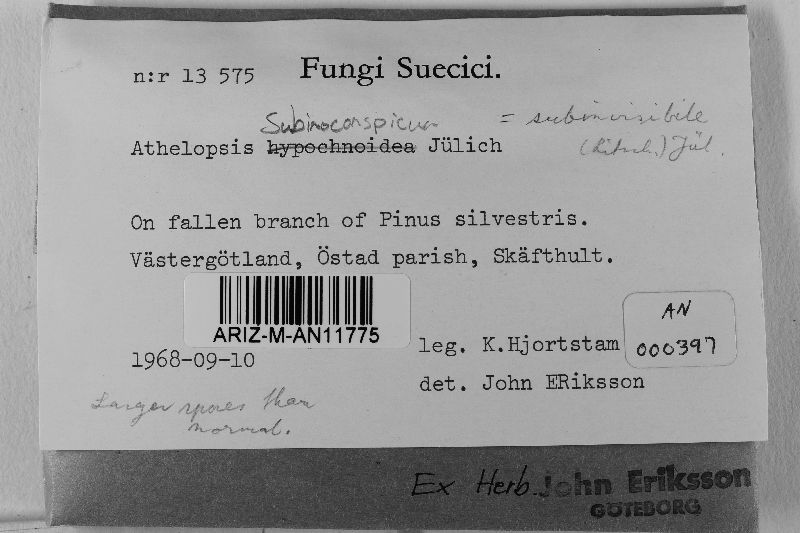 n:r 13 575 Fungi Suecici.
Subinconspicum = subinvisibile
Athelopsis hypochnoidea Jülich (Litsch.) Jül.
On fallen branch of Pinus silvestris.
Västergötland, Östad parish, Skäfthult.
ARIZ-M-AN11775
AN
000397
1968-09-10
leg. K.Hjortstam
det. John ERiksson
Larger spores than
normal.
Ex Herb. John Eriksson
GÖTEBORG